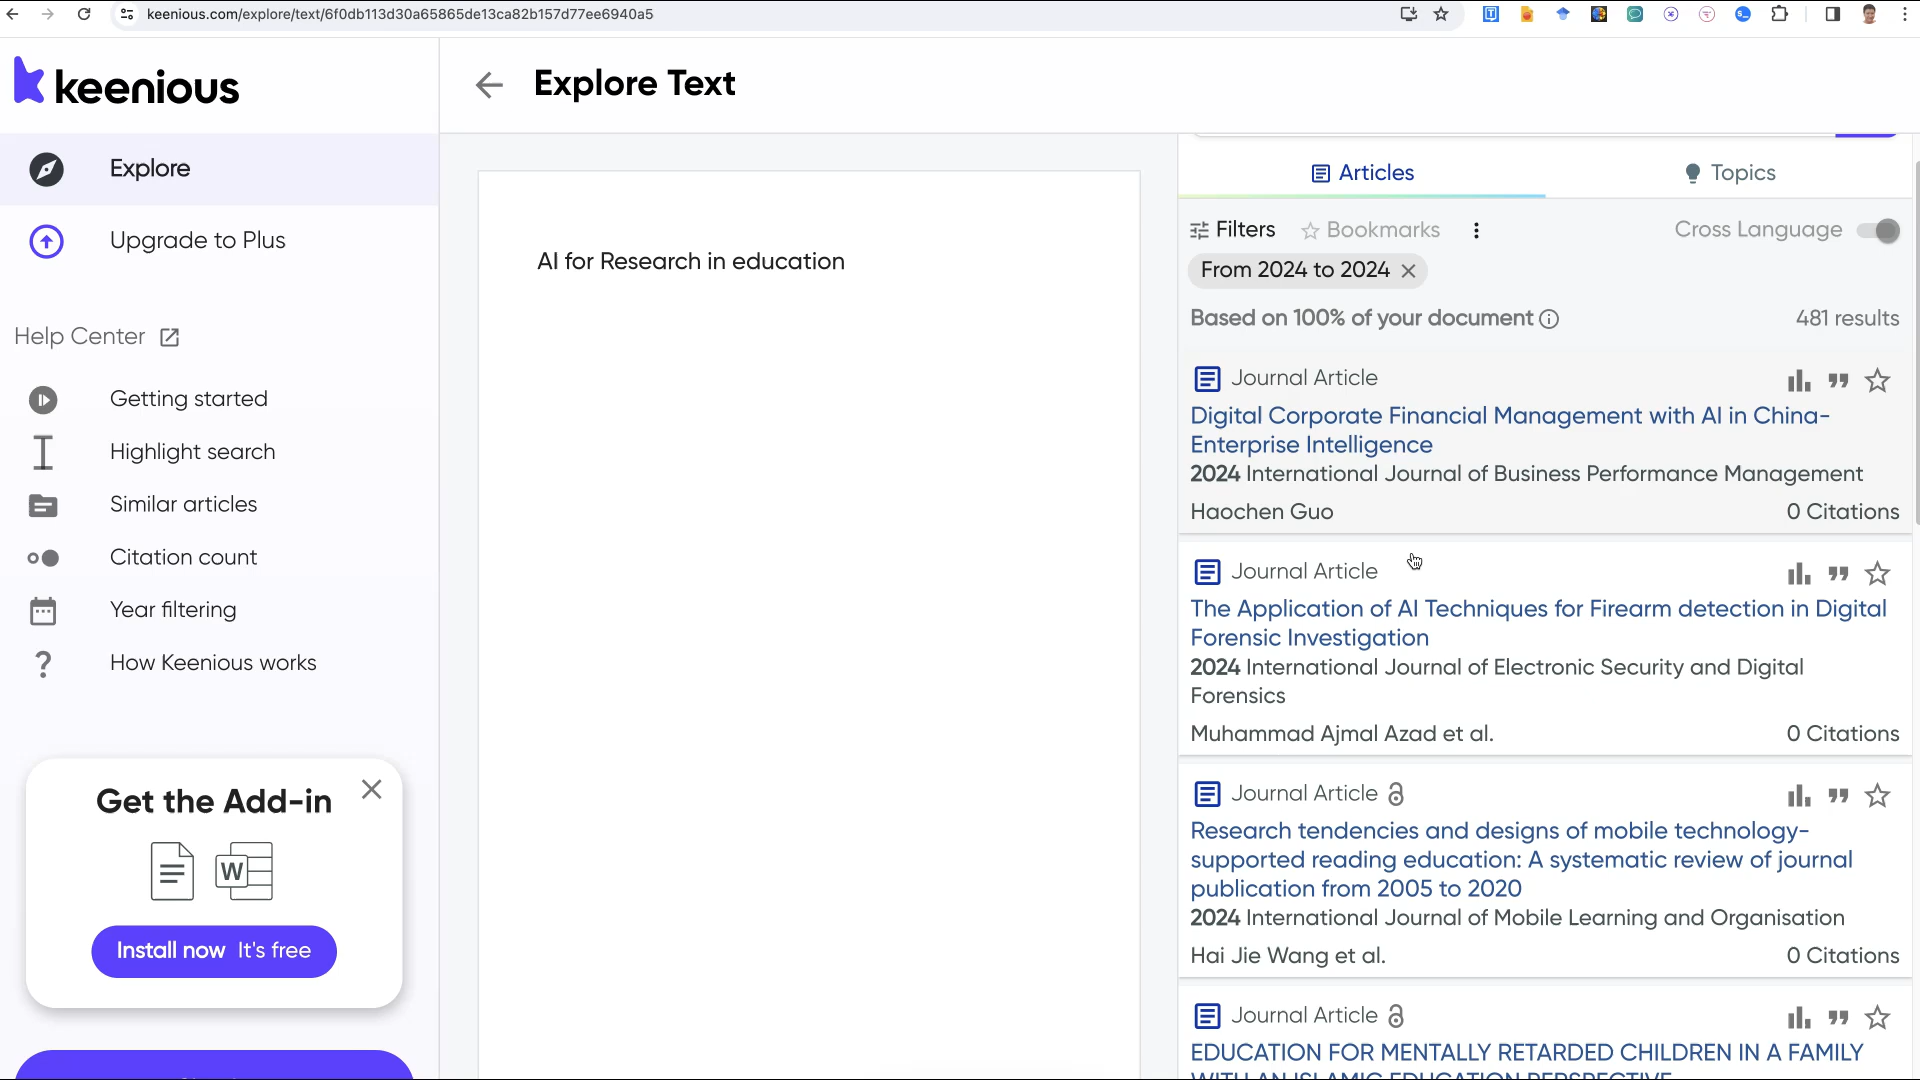 keenious.com/explore/text/6f0db113d30a65865de13ca82b157d77ee6940a5
keenious
Explore
Upgrade to Plus
Help Center
Getting started
Highlight search
Similar articles
Citation count
Year filtering
? How Keenious works
Get the Add-in
W
Install now It's free
Explore Text
AI for Research in education
Articles
Topics
Filters
Bookmarks
Cross Language
From 2024 to 2024
Based on 100% of your document
481 results
Journal Article
Digital Corporate Financial Management with AI in China-
Enterprise Intelligence
2024 International Journal of Business Performance Management
Haochen Guo
0 Citations
Journal Article
The Application of AI Techniques for Firearm detection in Digital
Forensic Investigation
2024 International Journal of Electronic Security and Digital
Forensics
Muhammad Ajmal Azad et al.
0 Citations
Journal Article
Research tendencies and designs of mobile technology-
supported reading education: A systematic review of journal
publication from 2005 to 2020
2024 International Journal of Mobile Learning and Organisation
Hai Jie Wang et al.
0 Citations
Journal Article
EDUCATION FOR MENTALLY RETARDED CHILDREN IN A FAMILY
WITH AN ISLAMIC EDUCATION PERSPECTIVE